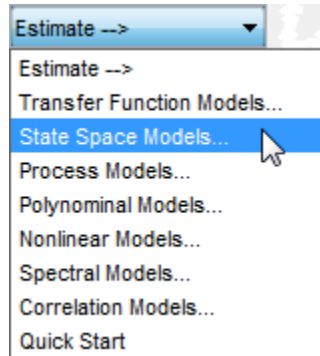 Estimate -->
Estimate -->
Transfer Function Models...
State Space Models...
Process Models...
Polynominal Models...
Nonlinear Models...
Spectral Models...
Correlation Models...
Quick Start